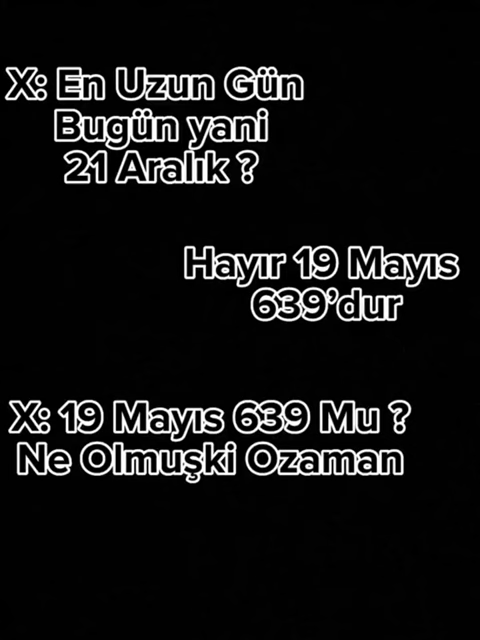 X: En Uzun Gün
Bugün yani
21 Aralık ?
Hayır 19 Mayıs
639'dur
X: 19 Mayıs 639 Mu ?
Ne Olmuşki Ozaman